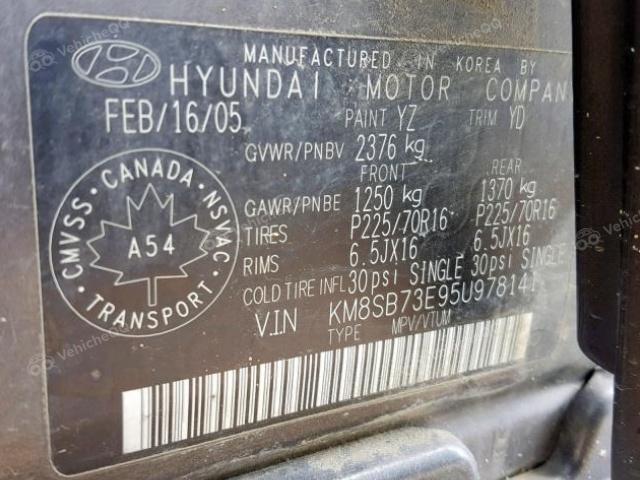 MANUFACTURED IN KOREA BY
HYUNDAI MOTOR COMPAN
FEB/16/05 PAINT YZ TRIM YD
GVWR/PNBV 2376 kg
FRONT REAR
GAWR/PNBE 1250 kg 1370 kg
TIRES P225/70R16 P225/70R16
RIMS 6.5JX16 6.5JX16
COLD TIRE INFL 30psi SINGLE 30psi SINGLE
VIN KM8SB73E95U978141
TYPE MPV/VTUM
CMVSS · CANADA · NSVAC
A54
TRANSPORT
VehicleQC